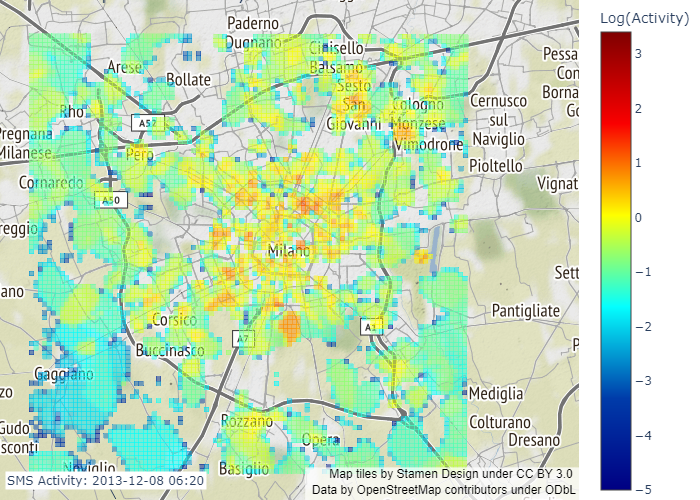 Log(Activity)
Paderno
Dugnano
Cinisello
Balsamo
Arese
Bollate
Sesto
San
Giovanni
Cologno
Monzese
Cernusco
sul
Naviglio
Pessa
Con
Borna
Go
Rho
A52
Pregnana
Milanese
Pero
Vimodrone
Pioltello
Cornaredo
A50
Vignat
reggio
Milano
Sett
ano
Corsico
A7
A1
Pantigliate
P
Buccinasco
Gaggiano
zo
Mediglia
Rozzano
Opera
Colturano
Dresano
Gudo
sconti
Noviglio
Basiglio
3
2
1
0
−1
−2
−3
−4
−5
SMS Activity: 2013-12-08 06:20
Map tiles by Stamen Design under CC BY 3.0
Data by OpenStreetMap contributors under ODbL